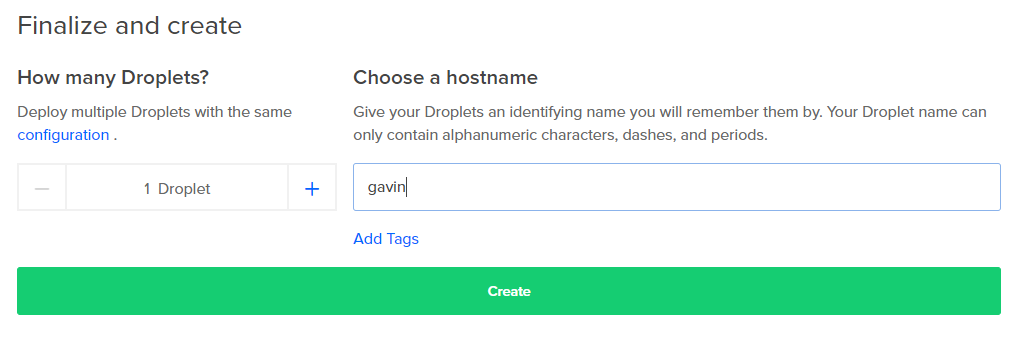 Finalize and create
How many Droplets?
Deploy multiple Droplets with the same
configuration .
1 Droplet
Choose a hostname
Give your Droplets an identifying name you will remember them by. Your Droplet name can
only contain alphanumeric characters, dashes, and periods.
gavin
Add Tags
Create